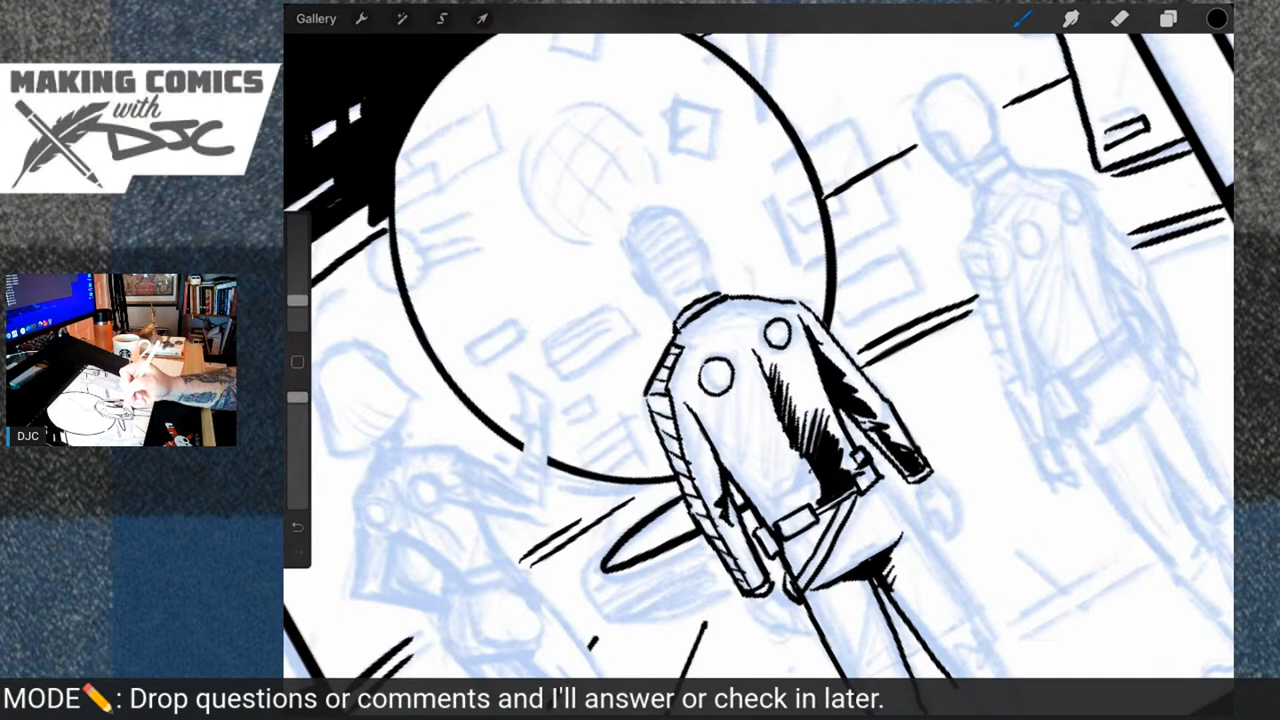 Gallery
MAKING COMICS
with
DJC
DJC
MODE✏️: Drop questions or comments and I'll answer or check in later.